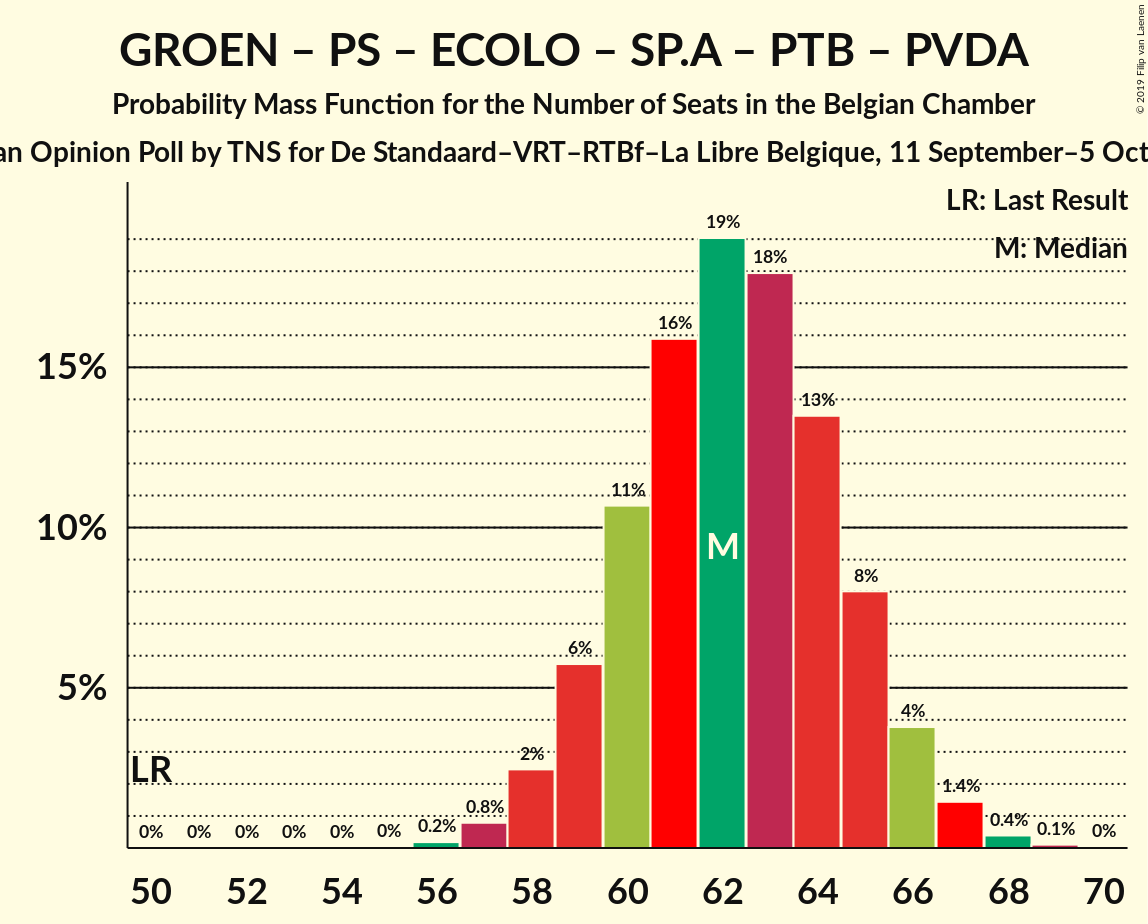 GROEN – PS – ECOLO – SP.A – PTB – PVDA
Probability Mass Function for the Number of Seats in the Belgian Chamber
an Opinion Poll by TNS for De Standaard–VRT–RTBf–La Libre Belgique, 11 September–5 Oct
© 2019 Filip van Laenen
LR: Last Result
M: Median
15%
10%
5%
LR
M
0% 0% 0% 0% 0% 0% 0.2% 0.8% 2% 6% 11% 16% 19% 18% 13% 8% 4% 1.4% 0.4% 0.1% 0%
50 52 54 56 58 60 62 64 66 68 70